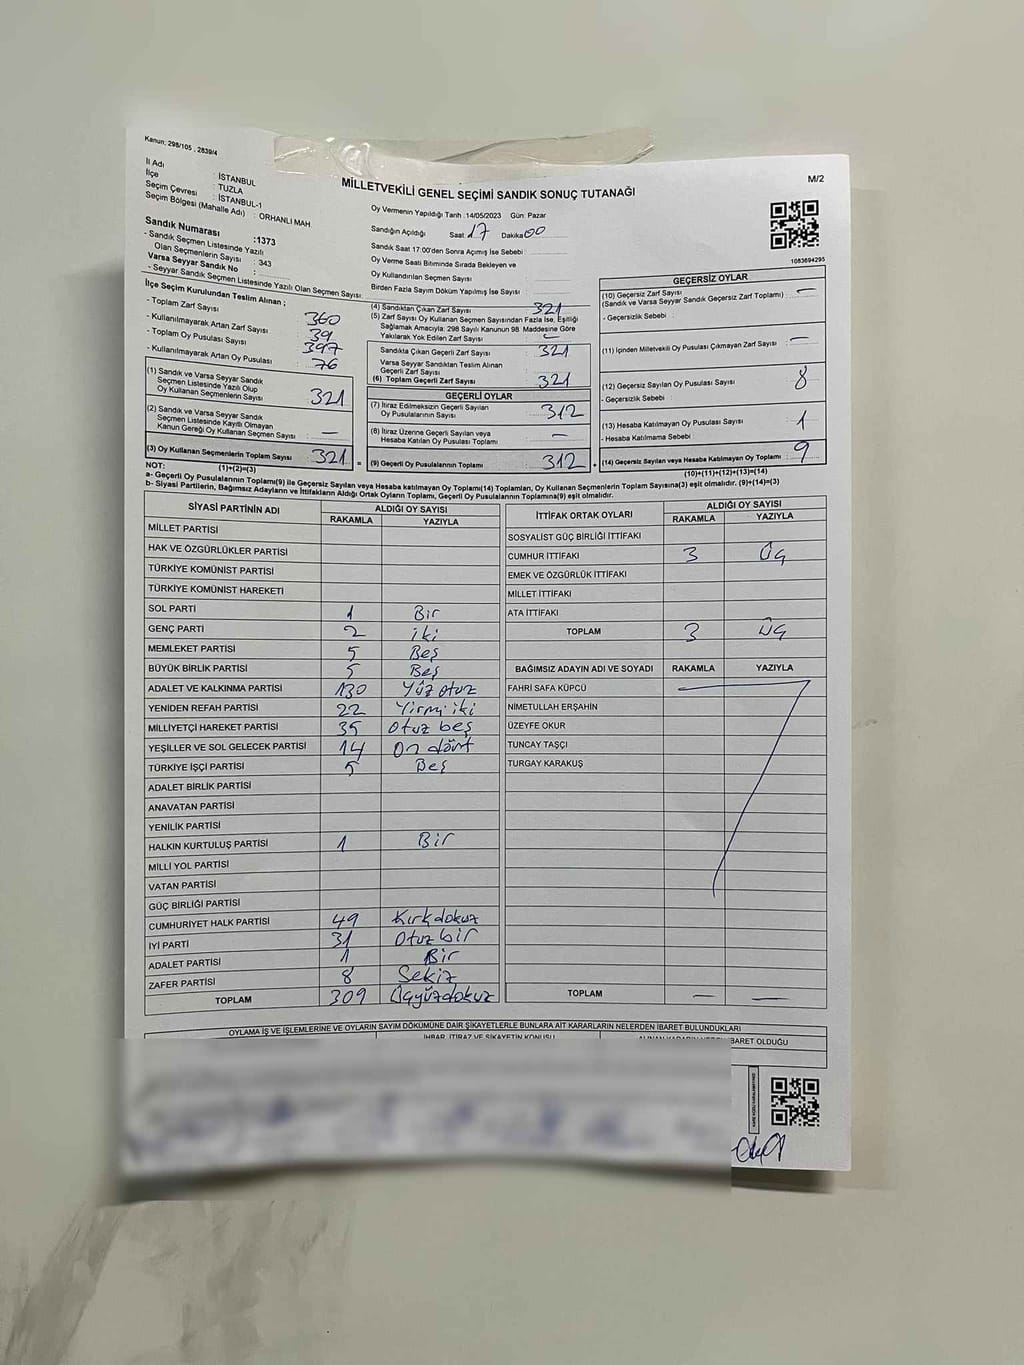 Kanun: 298/105 , 2839/4
İl Adı : İSTANBUL
İlçe : TUZLA
Seçim Çevresi : İSTANBUL-1
Seçim Bölgesi (Mahalle Adı) : ORHANLI MAH.
Sandık Numarası :1373
- Sandık Seçmen Listesinde Yazılı
Olan Seçmenlerin Sayısı : 343
Varsa Seyyar Sandık No :
- Seyyar Sandık Seçmen Listesinde Yazılı Olan Seçmen Sayısı :
İlçe Seçim Kurulundan Teslim Alınan ;
- Toplam Zarf Sayısı : 360
- Kullanılmayarak Artan Zarf Sayısı : 39
- Toplam Oy Pusulası Sayısı : 397
- Kullanılmayarak Artan Oy Pusulası : 76
(1) Sandık ve Varsa Seyyar Sandık
Seçmen Listesinde Yazılı Olup
Oy Kullanan Seçmenlerin Sayısı : 321
(2) Sandık ve Varsa Seyyar Sandık
Seçmen Listesinde Kayıtlı Olmayan
Kanun Gereği Oy Kullanan Seçmen Sayısı : —
(3) Oy Kullanan Seçmenlerin Toplam Sayısı : 321 =
(1)+(2)=(3)
MİLLETVEKİLİ GENEL SEÇİMİ SANDIK SONUÇ TUTANAĞI
M/2
Oy Vermenin Yapıldığı Tarih :14/05/2023 Gün: Pazar
Sandığın Açıldığı Saat: 17 Dakika: 00
Sandık Saat 17:00'den Sonra Açılmış İse Sebebi :
Oy Verme Saati Bitiminde Sırada Bekleyen ve
Oy Kullandırılan Seçmen Sayısı :
Birden Fazla Sayım Döküm Yapılmış İse Sayısı :
(4) Sandıktan Çıkan Zarf Sayısı : 321
(5) Zarf Sayısı Oy Kullanan Seçmen Sayısından Fazla İse, Eşitliği
Sağlamak Amacıyla; 298 Sayılı Kanunun 98. Maddesine Göre
Yakılarak Yok Edilen Zarf Sayısı : —
Sandıkta Çıkan Geçerli Zarf Sayısı : 321
Varsa Seyyar Sandıktan Teslim Alınan
Geçerli Zarf Sayısı :
(6) Toplam Geçerli Zarf Sayısı : 321
GEÇERLİ OYLAR
(7) İtiraz Edilmeksizin Geçerli Sayılan
Oy Pusulalarının Sayısı : 312
(8) İtiraz Üzerine Geçerli Sayılan veya
Hesaba Katılan Oy Pusulası Toplamı : —
(9) Geçerli Oy Pusulalarının Toplamı : 312 +
1083694295
GEÇERSİZ OYLAR
(10) Geçersiz Zarf Sayısı : —
(Sandık ve Varsa Seyyar Sandık Geçersiz Zarf Toplamı)
- Geçersizlik Sebebi :
(11) İçinden Milletvekili Oy Pusulası Çıkmayan Zarf Sayısı : —
(12) Geçersiz Sayılan Oy Pusulası Sayısı : 8
- Geçersizlik Sebebi :
(13) Hesaba Katılmayan Oy Pusulası Sayısı : 1
- Hesaba Katılmama Sebebi :
(14) Geçersiz Sayılan veya Hesaba Katılmayan Oy Toplamı : 9
(10)+(11)+(12)+(13)=(14)
NOT:
a- Geçerli Oy Pusulalarının Toplamı(9) ile Geçersiz Sayılan veya Hesaba Katılmayan Oy Toplamı(14) Toplamları, Oy Kullanan Seçmenlerin Toplam Sayısına(3) eşit olmalıdır. (9)+(14)=(3)
b- Siyasi Partilerin, Bağımsız Adayların ve İttifakların Aldığı Ortak Oyların Toplamı, Geçerli Oy Pusulalarının Toplamına(9) eşit olmalıdır.
SİYASİ PARTİNİN ADI ALDIĞI OY SAYISI
RAKAMLA YAZIYLA
MİLLET PARTİSİ
HAK VE ÖZGÜRLÜKLER PARTİSİ
TÜRKİYE KOMÜNİST PARTİSİ
TÜRKİYE KOMÜNİST HAREKETİ
SOL PARTİ 1 Bir
GENÇ PARTİ 2 iki
MEMLEKET PARTİSİ 5 Beş
BÜYÜK BİRLİK PARTİSİ 5 Beş
ADALET VE KALKINMA PARTİSİ 130 Yüz otuz
YENİDEN REFAH PARTİSİ 22 Yirmi iki
MİLLİYETÇİ HAREKET PARTİSİ 35 Otuz beş
YEŞİLLER VE SOL GELECEK PARTİSİ 14 On dört
TÜRKİYE İŞÇİ PARTİSİ 5 Beş
ADALET BİRLİK PARTİSİ
ANAVATAN PARTİSİ
YENİLİK PARTİSİ
HALKIN KURTULUŞ PARTİSİ 1 Bir
MİLLİ YOL PARTİSİ
VATAN PARTİSİ
GÜÇ BİRLİĞİ PARTİSİ
CUMHURİYET HALK PARTİSİ 49 Kırkdokuz
İYİ PARTİ 31 Otuz bir
ADALET PARTİSİ 1 Bir
ZAFER PARTİSİ 8 Sekiz
TOPLAM 309 Üçyüzdokuz
İTTİFAK ORTAK OYLARI ALDIĞI OY SAYISI
RAKAMLA YAZIYLA
SOSYALİST GÜÇ BİRLİĞİ İTTİFAKI
CUMHUR İTTİFAKI 3 Üç
EMEK VE ÖZGÜRLÜK İTTİFAKI
MİLLET İTTİFAKI
ATA İTTİFAKI
TOPLAM 3 Üç
BAĞIMSIZ ADAYIN ADI VE SOYADI RAKAMLA YAZIYLA
FAHRİ SAFA KÜPCÜ
NİMETULLAH ERŞAHİN
ÜZEYFE OKUR
TUNCAY TAŞÇI
TURGAY KARAKUŞ
TOPLAM — —
OYLAMA İŞ VE İŞLEMLERİNE VE OYLARIN SAYIM DÖKÜMÜNE DAİR ŞİKAYETLERLE BUNLARA AİT KARARLARIN NELERDEN İBARET BULUNDUKLARI
İHBAR, İTİRAZ VE ŞİKAYETİN KONUSU
BARET OLDUĞU